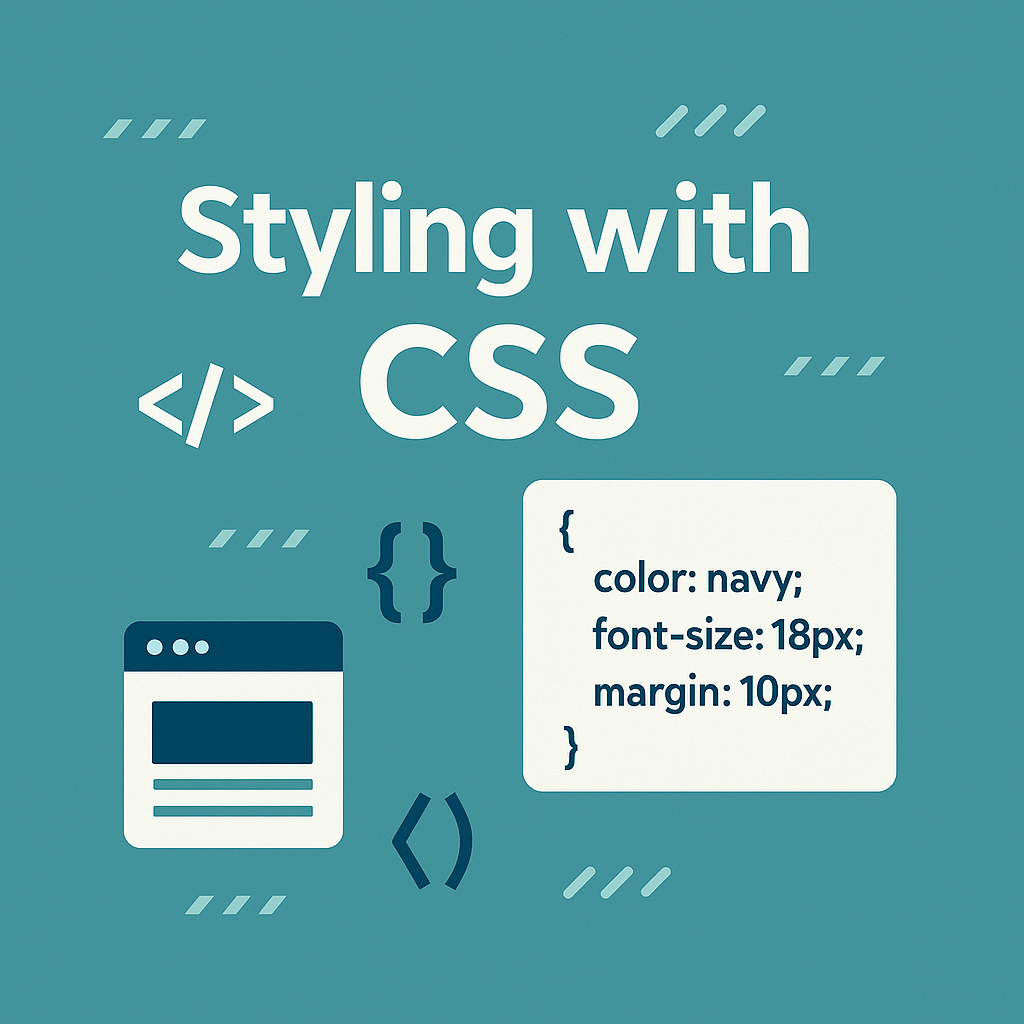 Styling with
CSS
</>
{ }
{
color: navy;
font-size: 18px;
margin: 10px;
}
< )